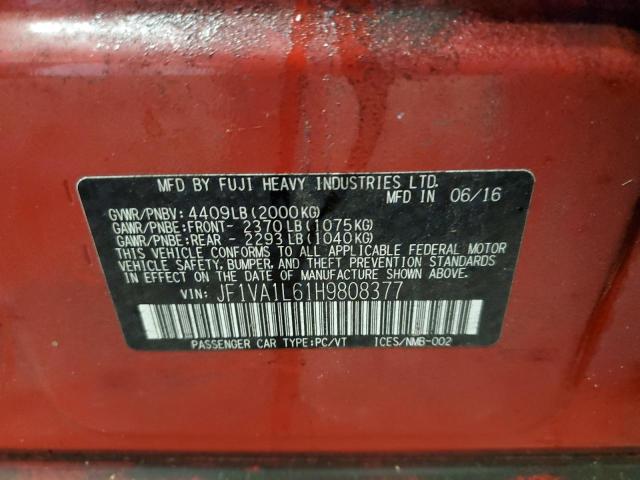 MFD BY FUJI HEAVY INDUSTRIES LTD.
MFD IN 06/16
GVWR/PNBV: 4409LB(2000KG)
GAWR/PNBE:FRONT- 2370LB(1075KG)
GAWR/PNBE:REAR - 2293LB(1040KG)
THIS VEHICLE CONFORMS TO ALL APPLICABLE FEDERAL MOTOR
VEHICLE SAFETY, BUMPER, AND THEFT PREVENTION STANDARDS
IN EFFECT ON THE DATE OF MANUFACTURE SHOWN ABOVE.
VIN: JF1VA1L61H9808377
PASSENGER CAR TYPE:PC/VT ICES/NMB-002